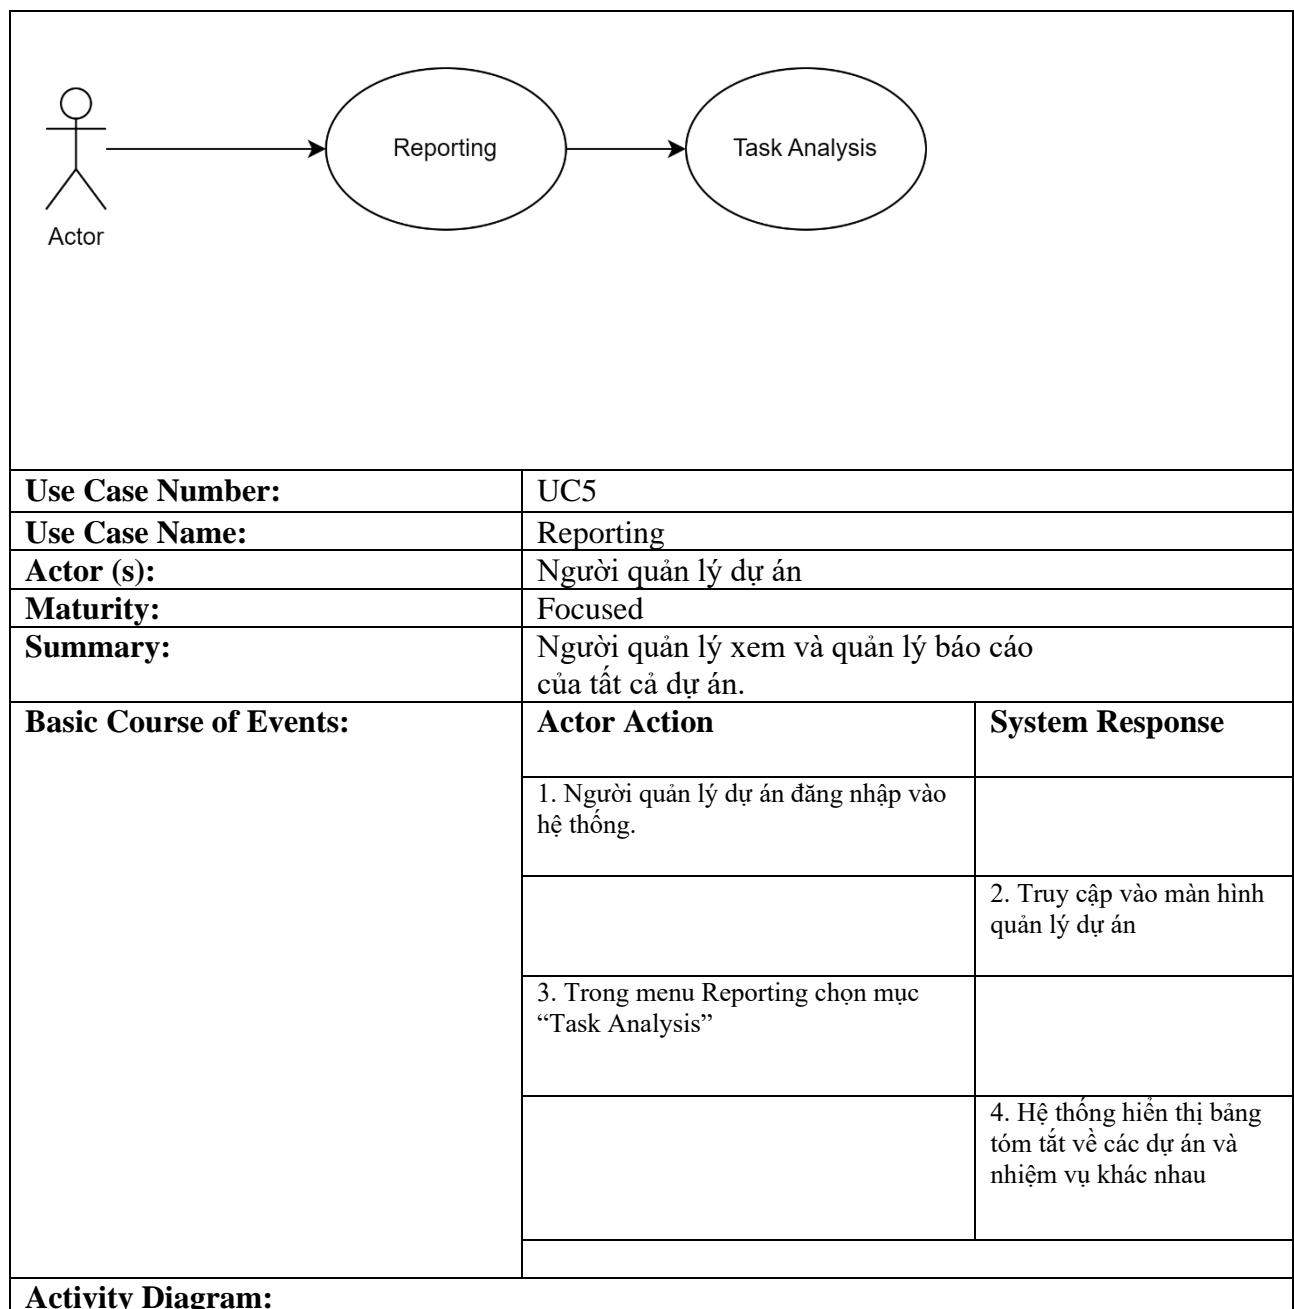 Reporting
Task Analysis
Actor
Use Case Number:
UC5
Use Case Name:
Reporting
Actor (s):
Người quản lý dự án
Maturity:
Focused
Summary:
Người quản lý xem và quản lý báo cáo
của tất cả dự án.
Basic Course of Events:
Actor Action
System Response
1. Người quản lý dự án đăng nhập vào
hệ thống.
2. Truy cập vào màn hình
quản lý dự án
3. Trong menu Reporting chọn mục
“Task Analysis”
4. Hệ thống hiển thị bảng
tóm tắt về các dự án và
nhiệm vụ khác nhau
Activity Diagram: